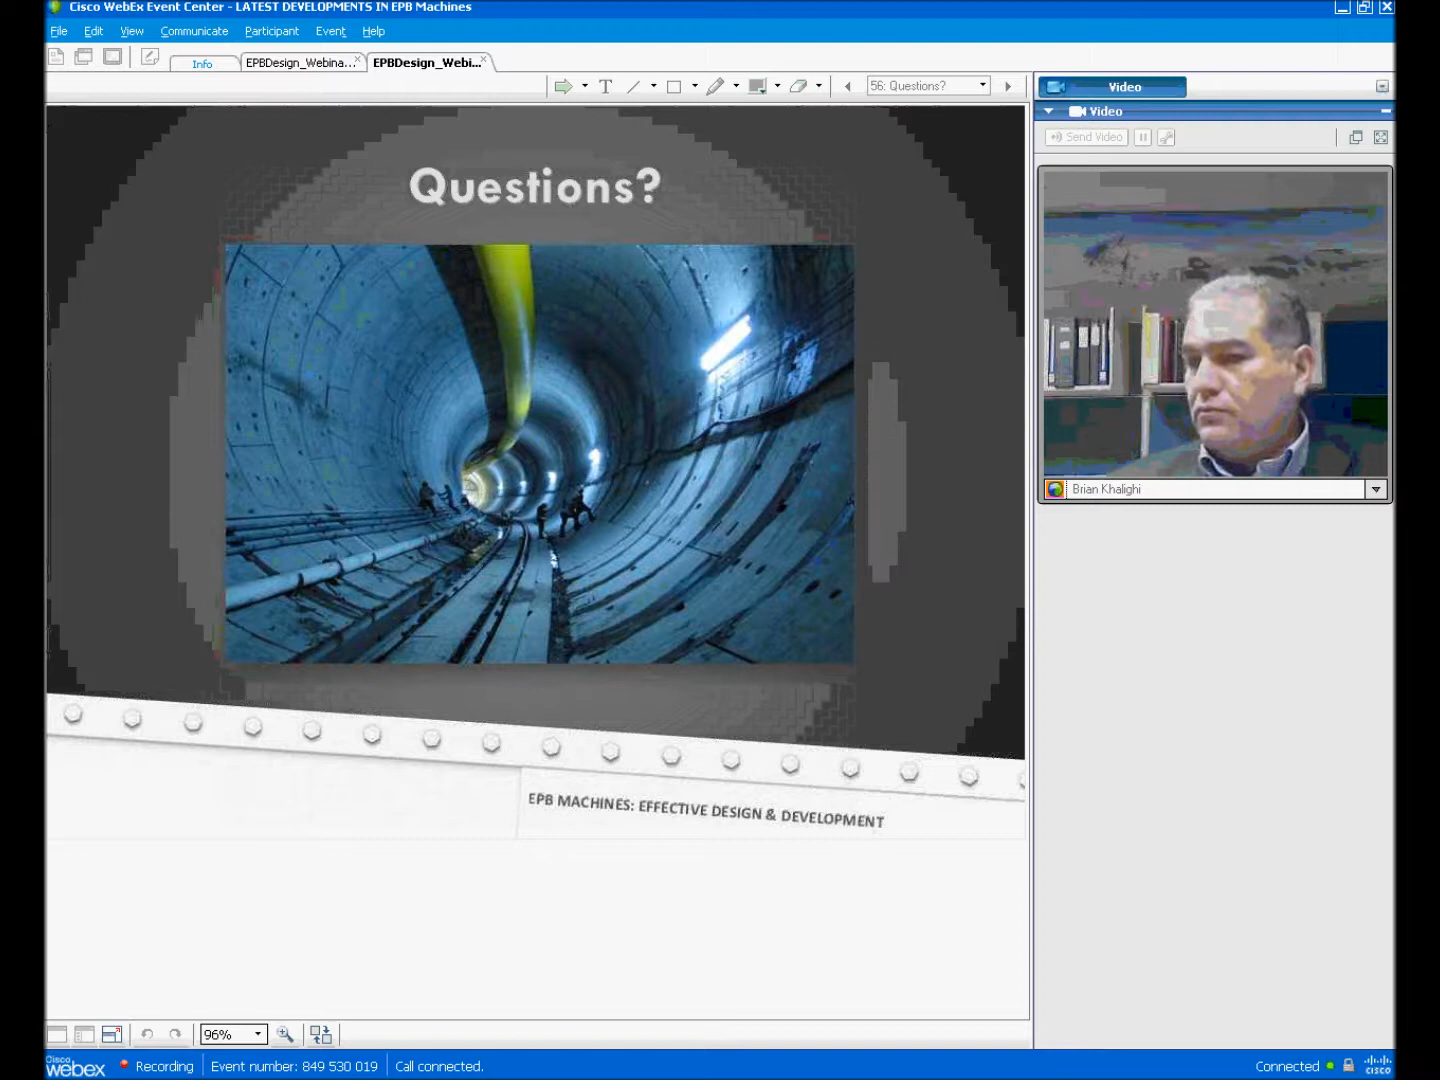 Cisco WebEx Event Center - LATEST DEVELOPMENTS IN EPB Machines
File Edit View Communicate Participant Event Help
Info EPBDesign_Webina... EPBDesign_Webi...
T 56: Questions?
Video
Video
Send Video
Questions?
Brian Khalighi
EPB MACHINES: EFFECTIVE DESIGN & DEVELOPMENT
96%
Cisco webex Recording Event number: 849 530 019 Call connected. Connected CISCO